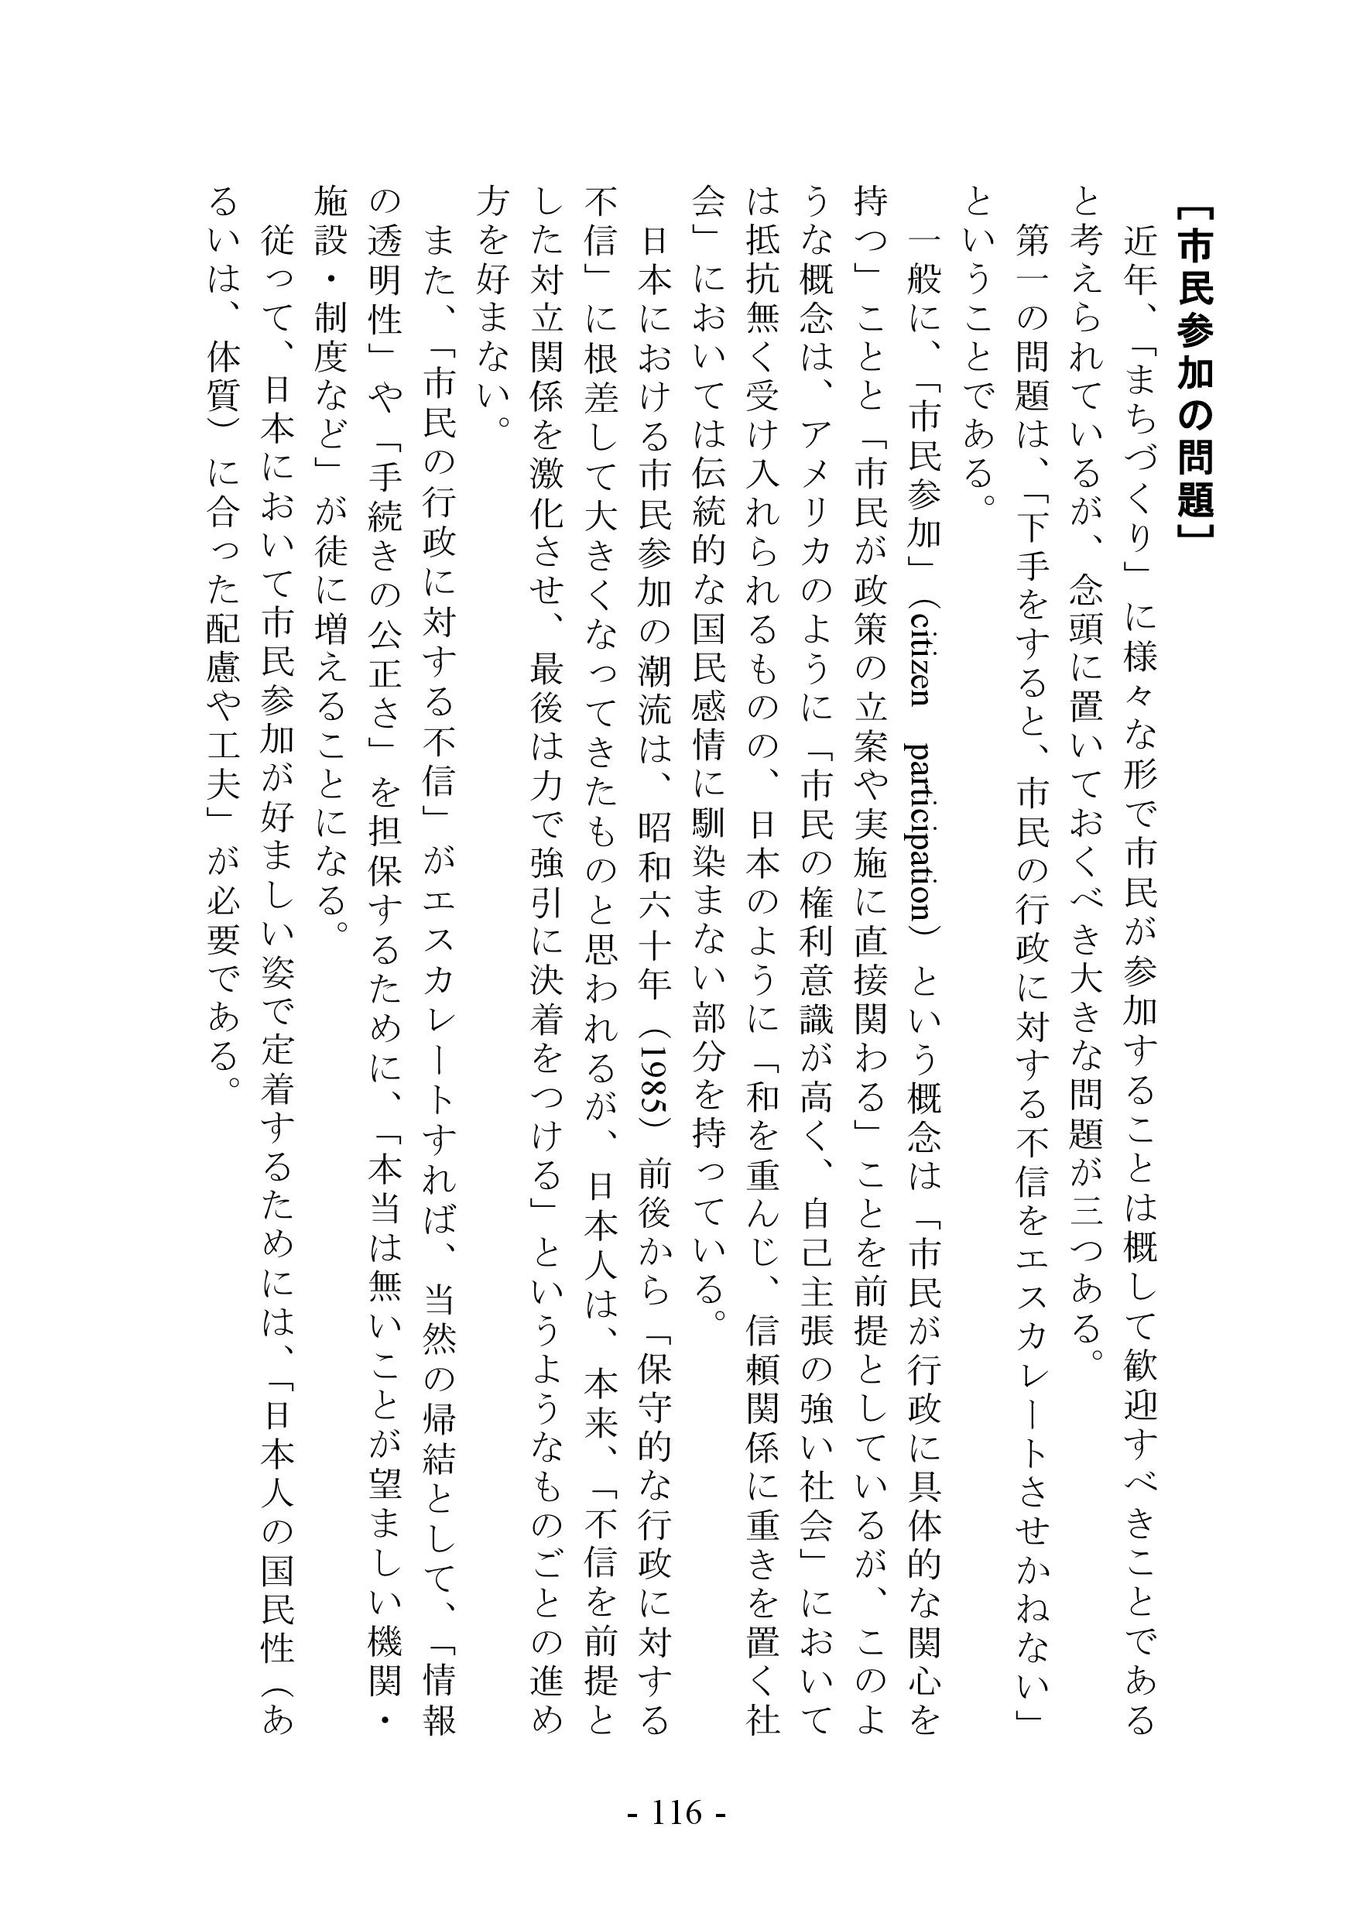 ［市民参加の問題］
　近年、「まちづくり」に様々な形で市民が参加することは概して歓迎すべきことである
と考えられているが、念頭に置いておくべき大きな問題が三つある。
　第一の問題は、「下手をすると、市民の行政に対する不信をエスカレートさせかねない」
ということである。
　一般に、「市民参加」（citizen participation）という概念は「市民が行政に具体的な関心を
持つ」ことと「市民が政策の立案や実施に直接関わる」ことを前提としているが、このよ
うな概念は、アメリカのように「市民の権利意識が高く、自己主張の強い社会」において
は抵抗無く受け入れられるものの、日本のように「和を重んじ、信頼関係に重きを置く社
会」においては伝統的な国民感情に馴染まない部分を持っている。
　日本における市民参加の潮流は、昭和六十年（1985）前後から「保守的な行政に対する
不信」に根差して大きくなってきたものと思われるが、日本人は、本来、「不信を前提と
した対立関係を激化させ、最後は力で強引に決着をつける」というようなものごとの進め
方を好まない。
　また、「市民の行政に対する不信」がエスカレートすれば、当然の帰結として、「情報
の透明性」や「手続きの公正さ」を担保するために、「本当は無いことが望ましい機関・
施設・制度など」が徒に増えることになる。
　従って、日本において市民参加が好ましい姿で定着するためには、「日本人の国民性（あ
るいは、体質）に合った配慮や工夫」が必要である。
- 116 -